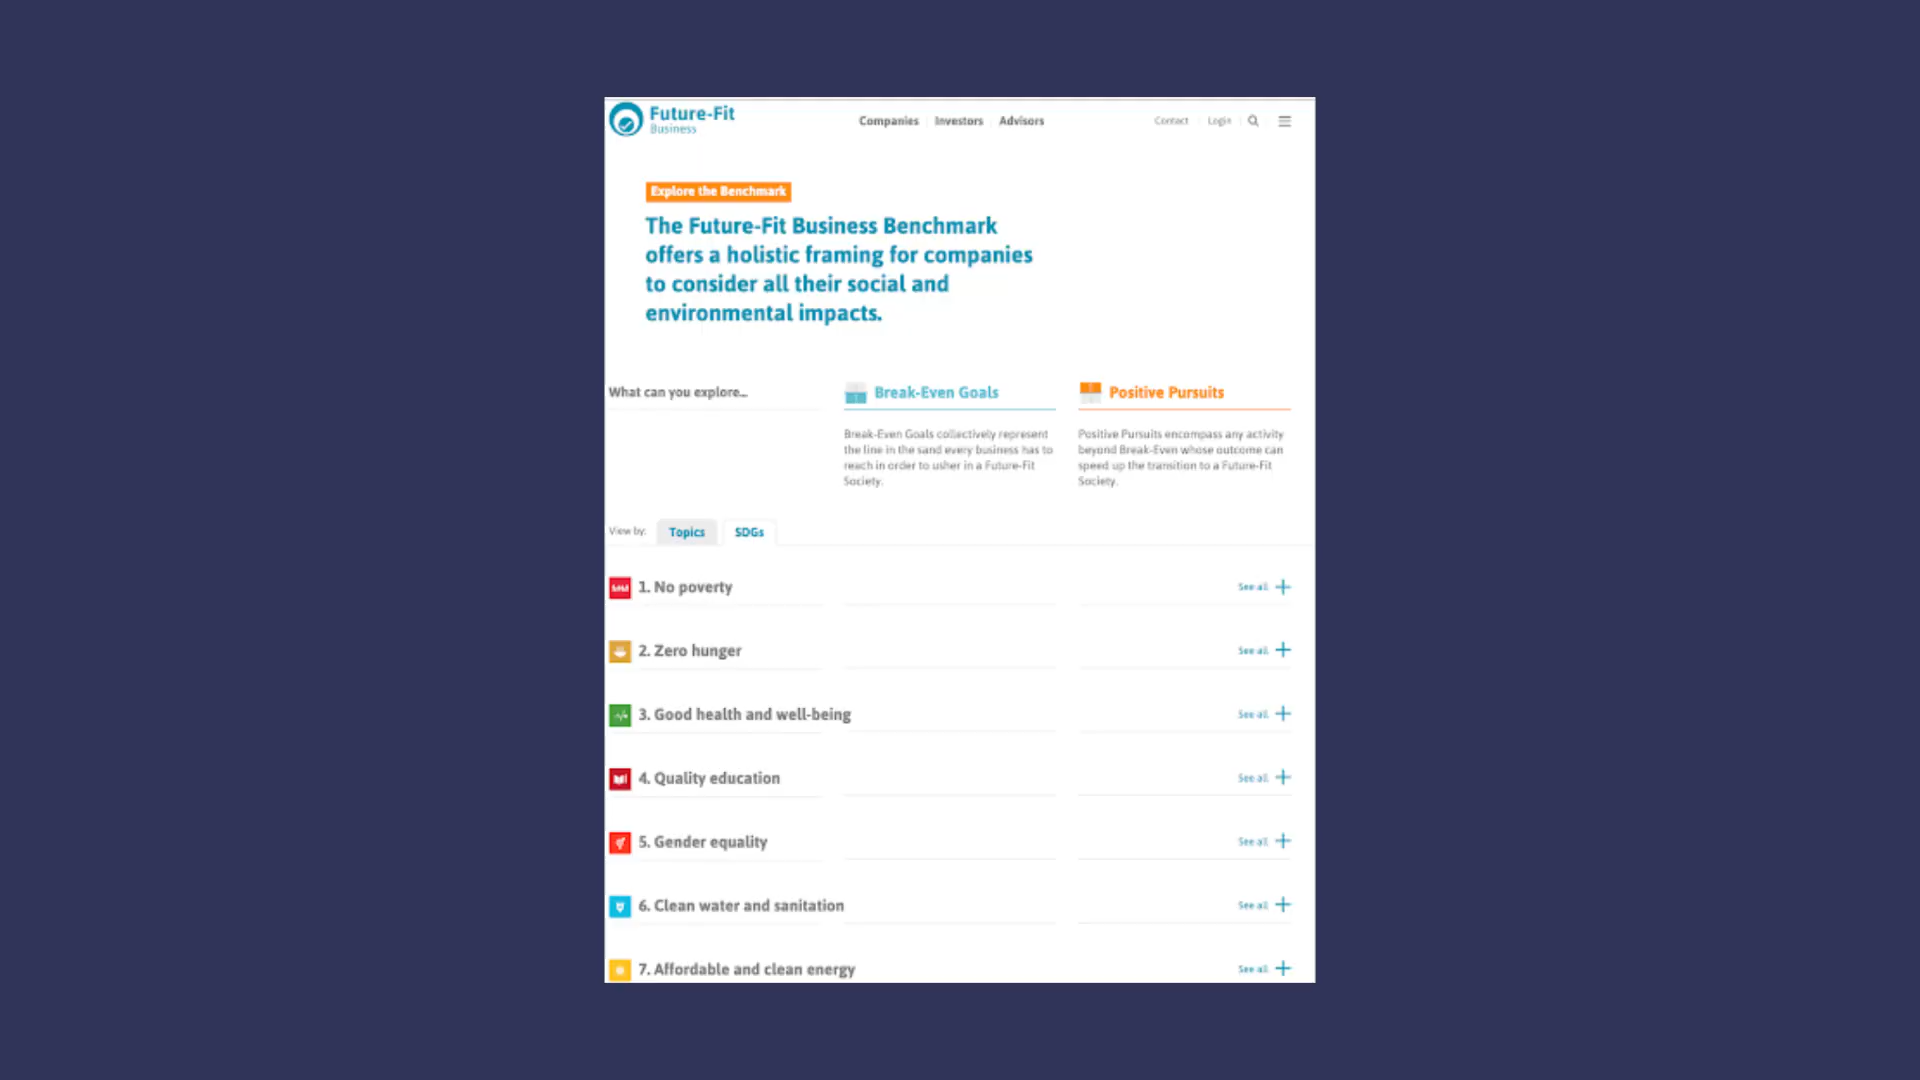 Future-Fit
Business
Companies
Investors
Advisors
Contact
Login
Explore the Benchmark
The Future-Fit Business Benchmark
offers a holistic framing for companies
to consider all their social and
environmental impacts.
What can you explore...
Break-Even Goals
Break-Even Goals collectively represent
the line in the sand every business has to
reach in order to usher in a Future-Fit
Society.
Positive Pursuits
Positive Pursuits encompass any activity
beyond Break-Even whose outcome can
speed up the transition to a Future-Fit
Society.
View by:
Topics
SDGs
1. No poverty
See all
2. Zero hunger
See all
3. Good health and well-being
See all
4. Quality education
See all
5. Gender equality
See all
6. Clean water and sanitation
See all
7. Affordable and clean energy
See all